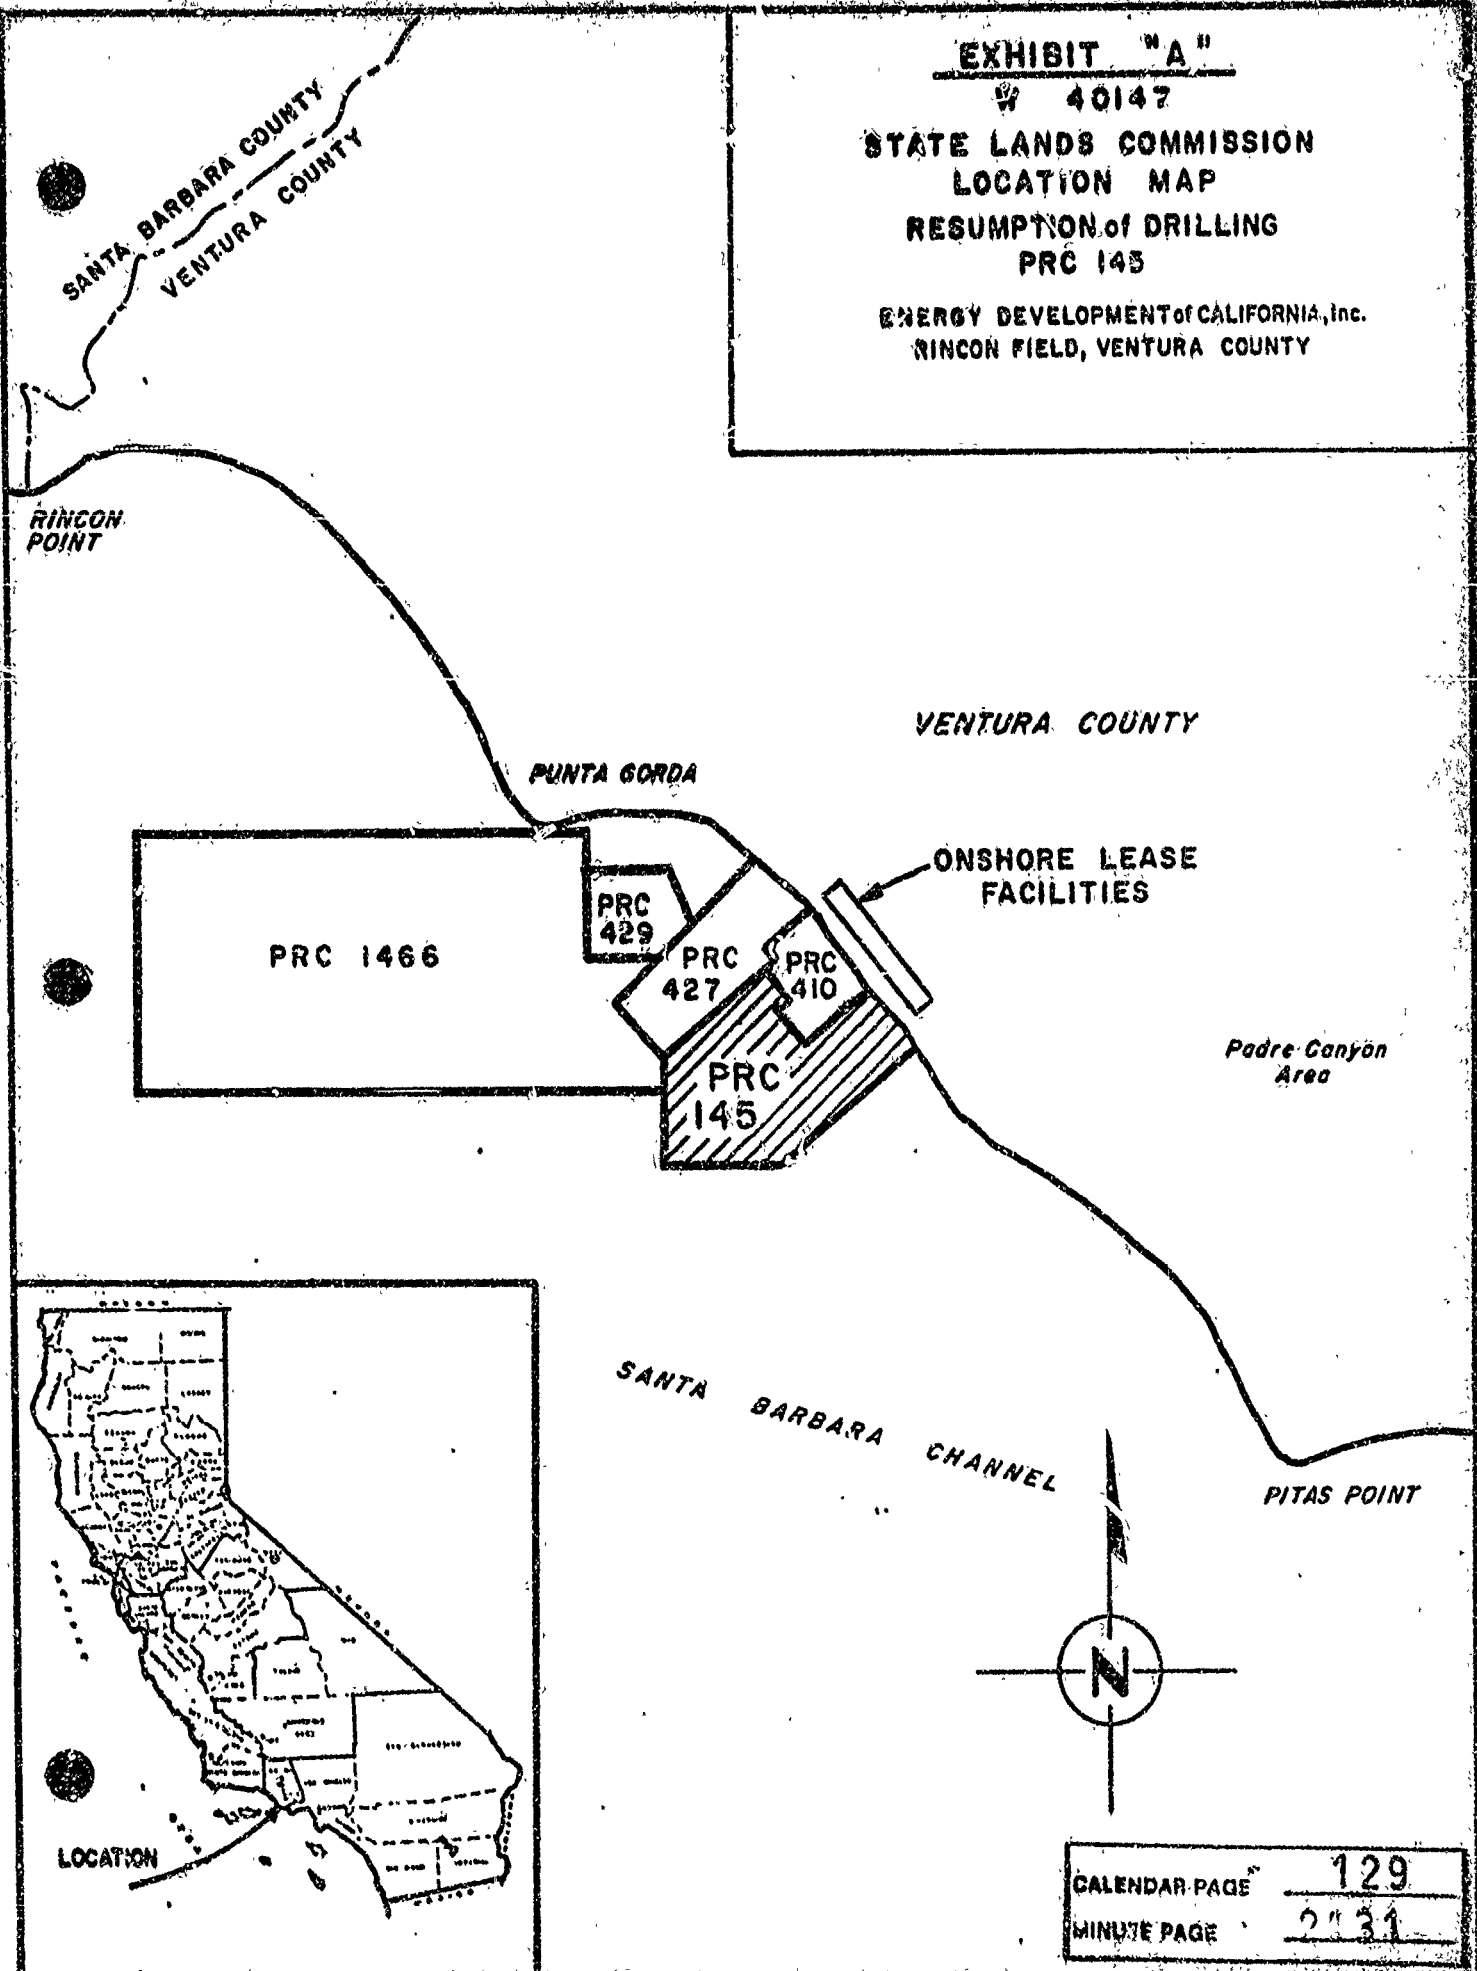 EXHIBIT "A"
W 40147
STATE LANDS COMMISSION
LOCATION MAP
RESUMPTION of DRILLING
PRC 145
ENERGY DEVELOPMENT of CALIFORNIA, Inc.
RINCON FIELD, VENTURA COUNTY
SANTA BARBARA COUNTY
VENTURA COUNTY
RINCON
POINT
VENTURA COUNTY
PUNTA GORDA
ONSHORE LEASE
FACILITIES
PRC 1466
PRC
429
PRC
427
PRC
410
PRC
145
Padre Canyon
Area
SANTA BARBARA CHANNEL
PITAS POINT
N
LOCATION
CALENDAR PAGE 129
MINUTE PAGE